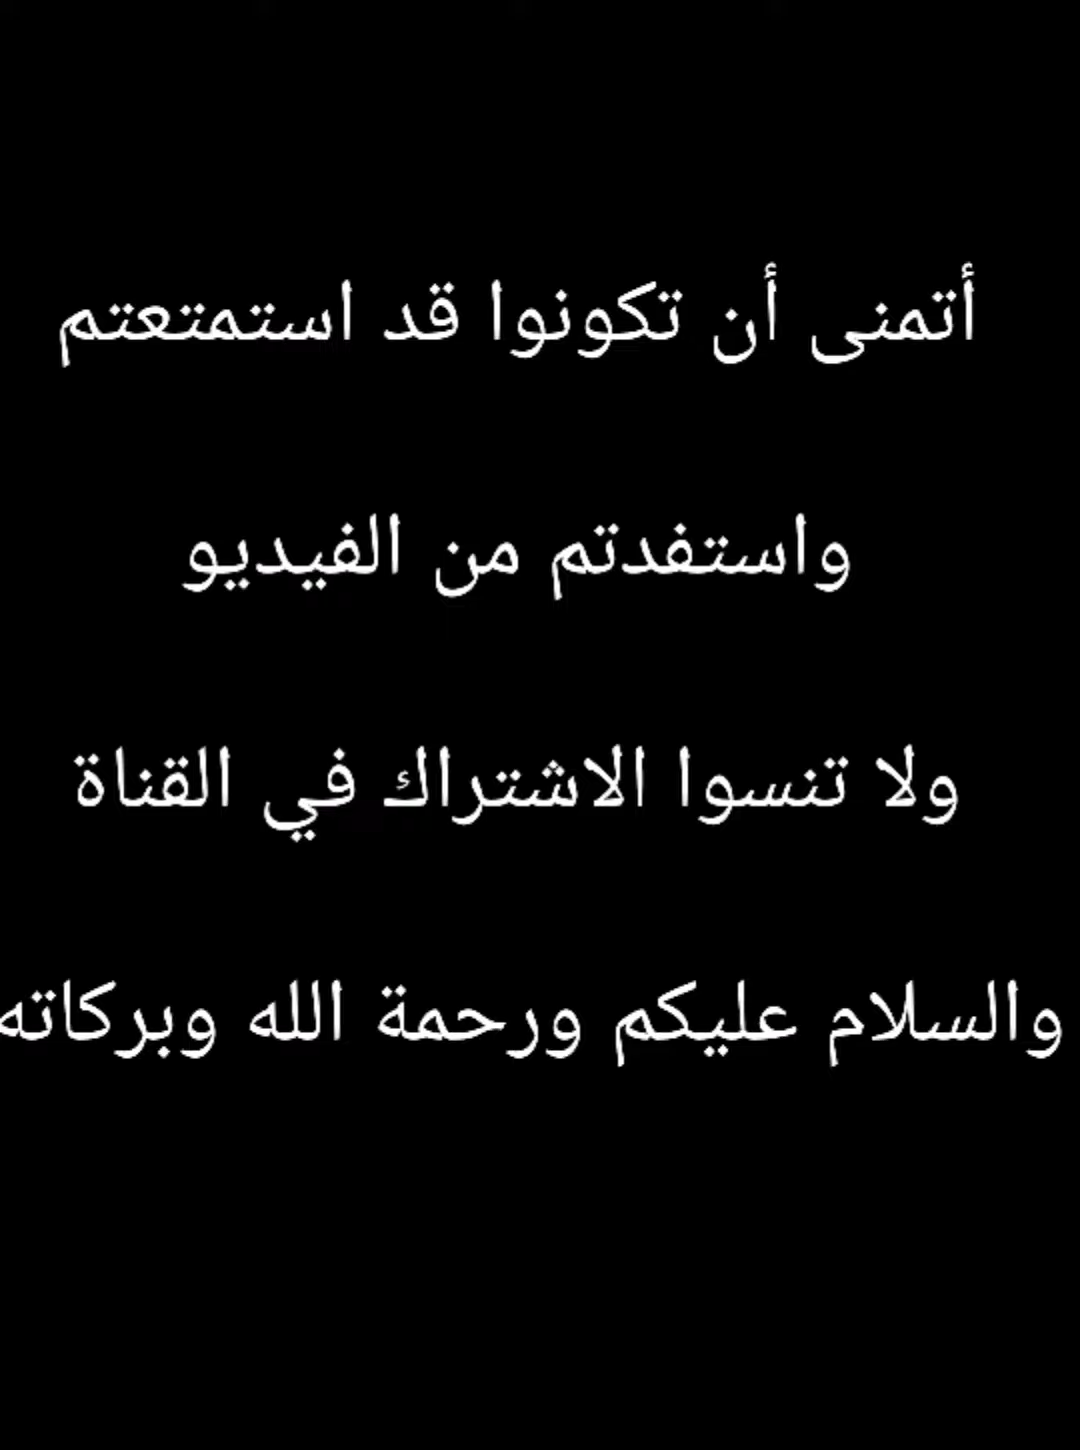 أتمنى أن تكونوا قد استمتعتم
واستفدتم من الفيديو
ولا تنسوا الاشتراك في القناة
والسلام عليكم ورحمة الله وبركاته